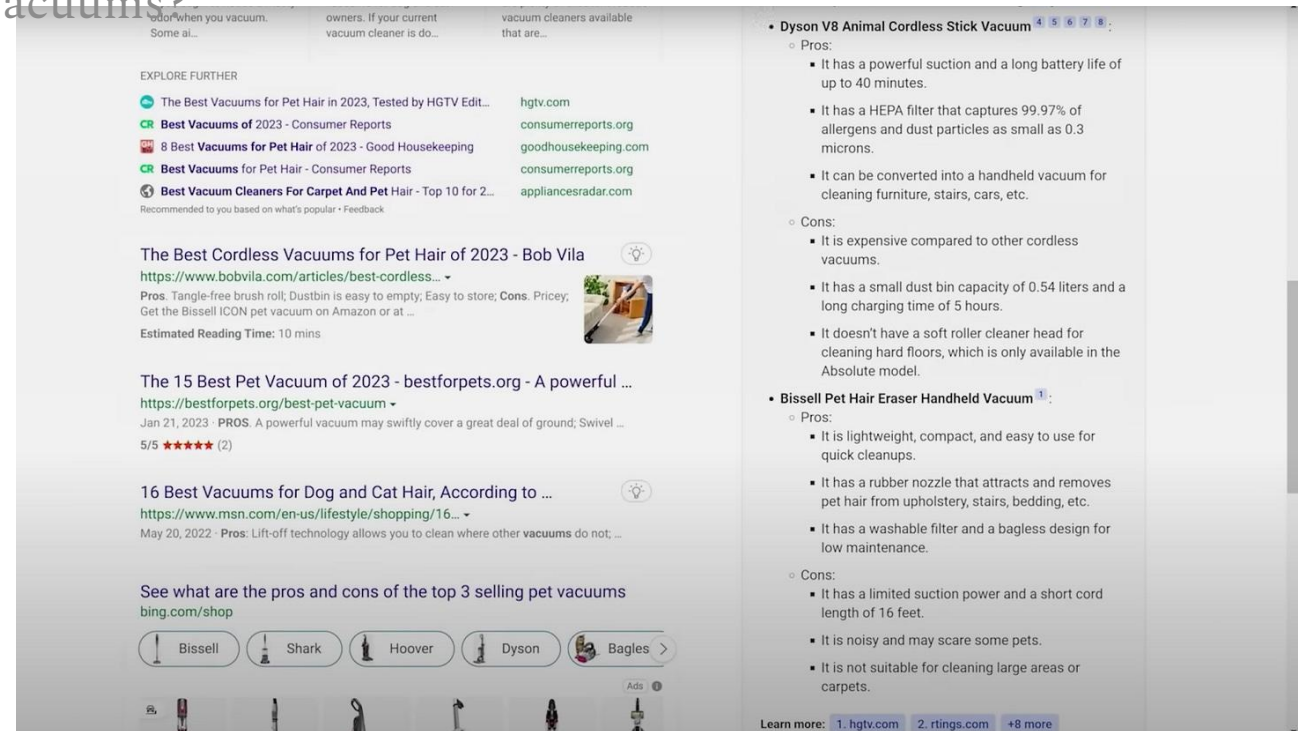 acuums?
odor when you vacuum.
Some ai...
owners. If your current
vacuum cleaner is do...
vacuum cleaners available
that are...
EXPLORE FURTHER
The Best Vacuums for Pet Hair in 2023, Tested by HGTV Edit... hgtv.com
CR Best Vacuums of 2023 - Consumer Reports consumerreports.org
GH 8 Best Vacuums for Pet Hair of 2023 - Good Housekeeping goodhousekeeping.com
CR Best Vacuums for Pet Hair - Consumer Reports consumerreports.org
Best Vacuum Cleaners For Carpet And Pet Hair - Top 10 for 2... appliancesradar.com
Recommended to you based on what's popular • Feedback
The Best Cordless Vacuums for Pet Hair of 2023 - Bob Vila
https://www.bobvila.com/articles/best-cordless...
Pros. Tangle-free brush roll; Dustbin is easy to empty; Easy to store; Cons. Pricey;
Get the Bissell ICON pet vacuum on Amazon or at ...
Estimated Reading Time: 10 mins
The 15 Best Pet Vacuum of 2023 - bestforpets.org - A powerful ...
https://bestforpets.org/best-pet-vacuum
Jan 21, 2023 · PROS. A powerful vacuum may swiftly cover a great deal of ground; Swivel ...
5/5 ★★★★★ (2)
16 Best Vacuums for Dog and Cat Hair, According to ...
https://www.msn.com/en-us/lifestyle/shopping/16...
May 20, 2022 · Pros: Lift-off technology allows you to clean where other vacuums do not; ...
See what are the pros and cons of the top 3 selling pet vacuums
bing.com/shop
Bissell Shark Hoover Dyson Bagles
Ads
• Dyson V8 Animal Cordless Stick Vacuum 4 5 6 7 8 :
○ Pros:
▪ It has a powerful suction and a long battery life of
up to 40 minutes.
▪ It has a HEPA filter that captures 99.97% of
allergens and dust particles as small as 0.3
microns.
▪ It can be converted into a handheld vacuum for
cleaning furniture, stairs, cars, etc.
○ Cons:
▪ It is expensive compared to other cordless
vacuums.
▪ It has a small dust bin capacity of 0.54 liters and a
long charging time of 5 hours.
▪ It doesn't have a soft roller cleaner head for
cleaning hard floors, which is only available in the
Absolute model.
• Bissell Pet Hair Eraser Handheld Vacuum 1 :
○ Pros:
▪ It is lightweight, compact, and easy to use for
quick cleanups.
▪ It has a rubber nozzle that attracts and removes
pet hair from upholstery, stairs, bedding, etc.
▪ It has a washable filter and a bagless design for
low maintenance.
○ Cons:
▪ It has a limited suction power and a short cord
length of 16 feet.
▪ It is noisy and may scare some pets.
▪ It is not suitable for cleaning large areas or
carpets.
Learn more: 1. hgtv.com 2. rtings.com +8 more